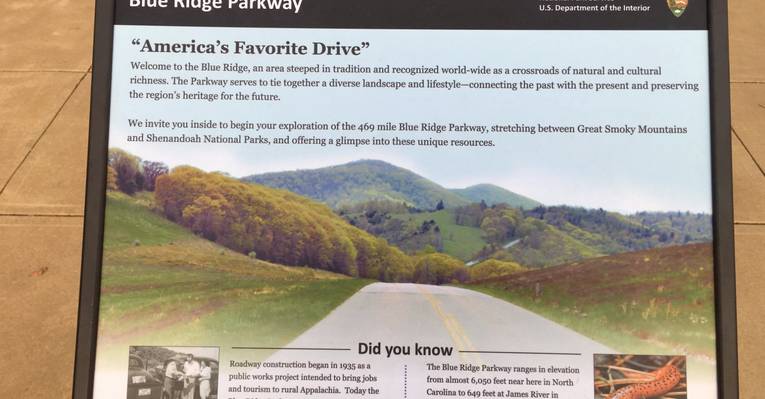 Blue Ridge Parkway
U.S. Department of the Interior
“America’s Favorite Drive”
Welcome to the Blue Ridge, an area steeped in tradition and recognized world-wide as a crossroads of natural and cultural
richness. The Parkway serves to tie together a diverse landscape and lifestyle—connecting the past with the present and preserving
the region’s heritage for the future.
We invite you inside to begin your exploration of the 469 mile Blue Ridge Parkway, stretching between Great Smoky Mountains
and Shenandoah National Parks, and offering a glimpse into these unique resources.
Did you know
Roadway construction began in 1935 as a
public works project intended to bring jobs
and tourism to rural Appalachia. Today the
The Blue Ridge Parkway ranges in elevation
from almost 6,050 feet near here in North
Carolina to 649 feet at James River in